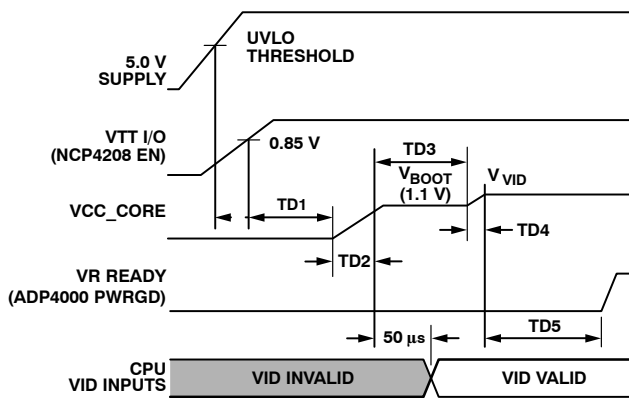 5.0 V
SUPPLY
UVLO
THRESHOLD
VTT I/O
(NCP4208 EN)
0.85 V
TD3
VBOOT
(1.1 V)
V VID
VCC_CORE
TD1
TD4
TD2
VR READY
(ADP4000 PWRGD)
50 µs
TD5
CPU
VID INPUTS
VID INVALID
VID VALID